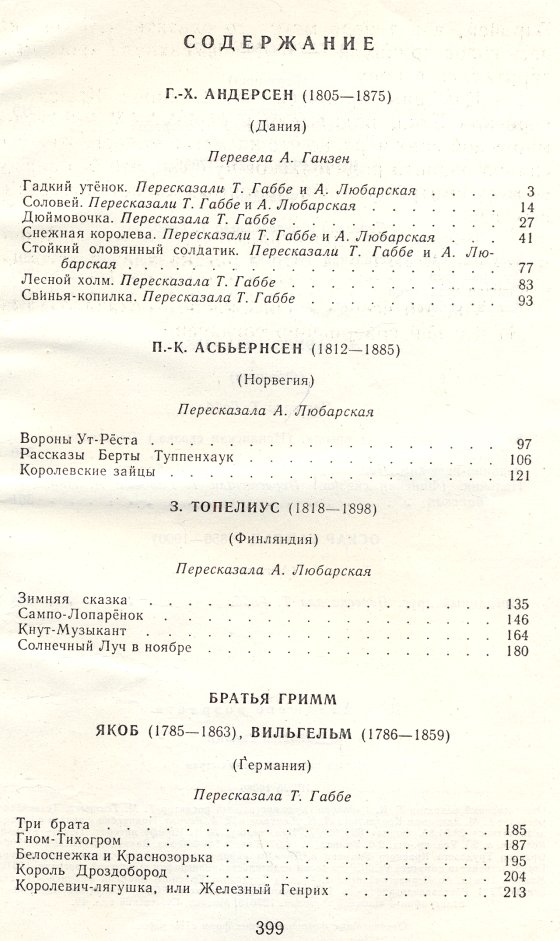 СОДЕРЖАНИЕ
Г.-Х. АНДЕРСЕН (1805—1875)
(Дания)
Перевела А. Ганзен
Гадкий утёнок. Пересказали Т. Габбе и А. Любарская . . . . 3
Соловей. Пересказали Т. Габбе и А. Любарская . . . . . . . 14
Дюймовочка. Пересказала Т. Габбе . . . . . . . . . . . 27
Снежная королева. Пересказали Т. Габбе и А. Любарская . . . 41
Стойкий оловянный солдатик. Пересказали Т. Габбе и А. Лю-
барская . . . . . . . . . . . . . . . . . . 77
Лесной холм. Пересказала Т. Габбе . . . . . . . . . . . 83
Свинья-копилка. Пересказала Т. Габбе . . . . . . . . . . 93
П.-К. АСБЬЕРНСЕН (1812—1885)
(Норвегия)
Пересказала А. Любарская
Вороны Ут-Рёста . . . . . . . . . . . . . . . . . 97
Рассказы Берты Туппенхаук . . . . . . . . . . . . . 106
Королевские зайцы . . . . . . . . . . . . . . . . 121
З. ТОПЕЛИУС (1818—1898)
(Финляндия)
Пересказала А. Любарская
Зимняя сказка . . . . . . . . . . . . . . . . . 135
Сампо-Лопарёнок . . . . . . . . . . . . . . . . 146
Кнут-Музыкант . . . . . . . . . . . . . . . . . 164
Солнечный Луч в ноябре . . . . . . . . . . . . . . 180
БРАТЬЯ ГРИММ
ЯКОБ (1785—1863), ВИЛЬГЕЛЬМ (1786—1859)
(Германия)
Пересказала Т. Габбе
Три брата . . . . . . . . . . . . . . . . . . . 185
Гном-Тихогром . . . . . . . . . . . . . . . . . 187
Белоснежка и Краснозорька . . . . . . . . . . . . . 195
Король Дроздобород . . . . . . . . . . . . . . . 204
Королевич-лягушка, или Железный Генрих . . . . . . . . 213
399